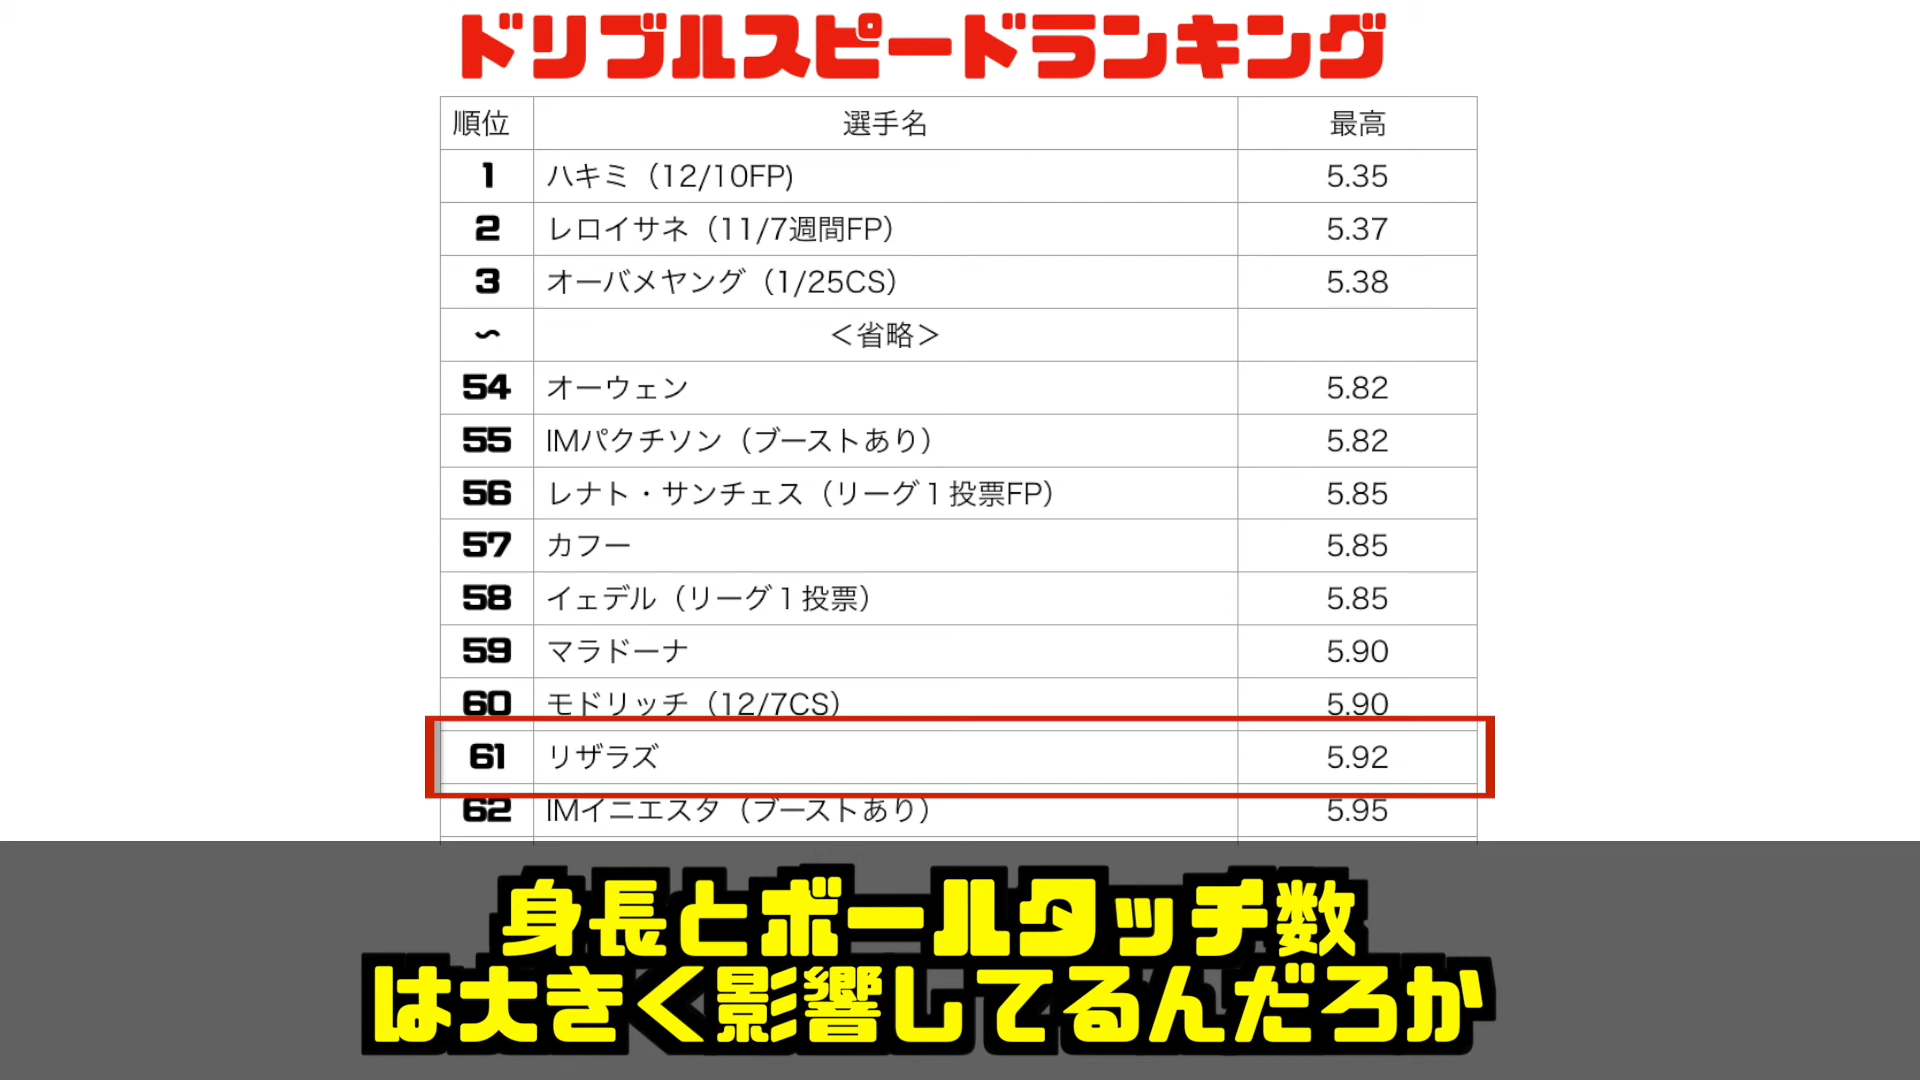 ドリブルスピードランキング
順位 選手名 最高
1 ハキミ（12/10FP) 5.35
2 レロイサネ（11/7週間FP） 5.37
3 オーバメヤング（1/25CS） 5.38
〜 ＜省略＞
54 オーウェン 5.82
55 IMパクチソン（ブーストあり） 5.82
56 レナト・サンチェス（リーグ１投票FP） 5.85
57 カフー 5.85
58 イェデル（リーグ１投票） 5.85
59 マラドーナ 5.90
60 モドリッチ（12/7CS） 5.90
61 リザラズ 5.92
62 IMイニエスタ（ブーストあり） 5.95
身長とボールタッチ数
は大きく影響してるんだろか